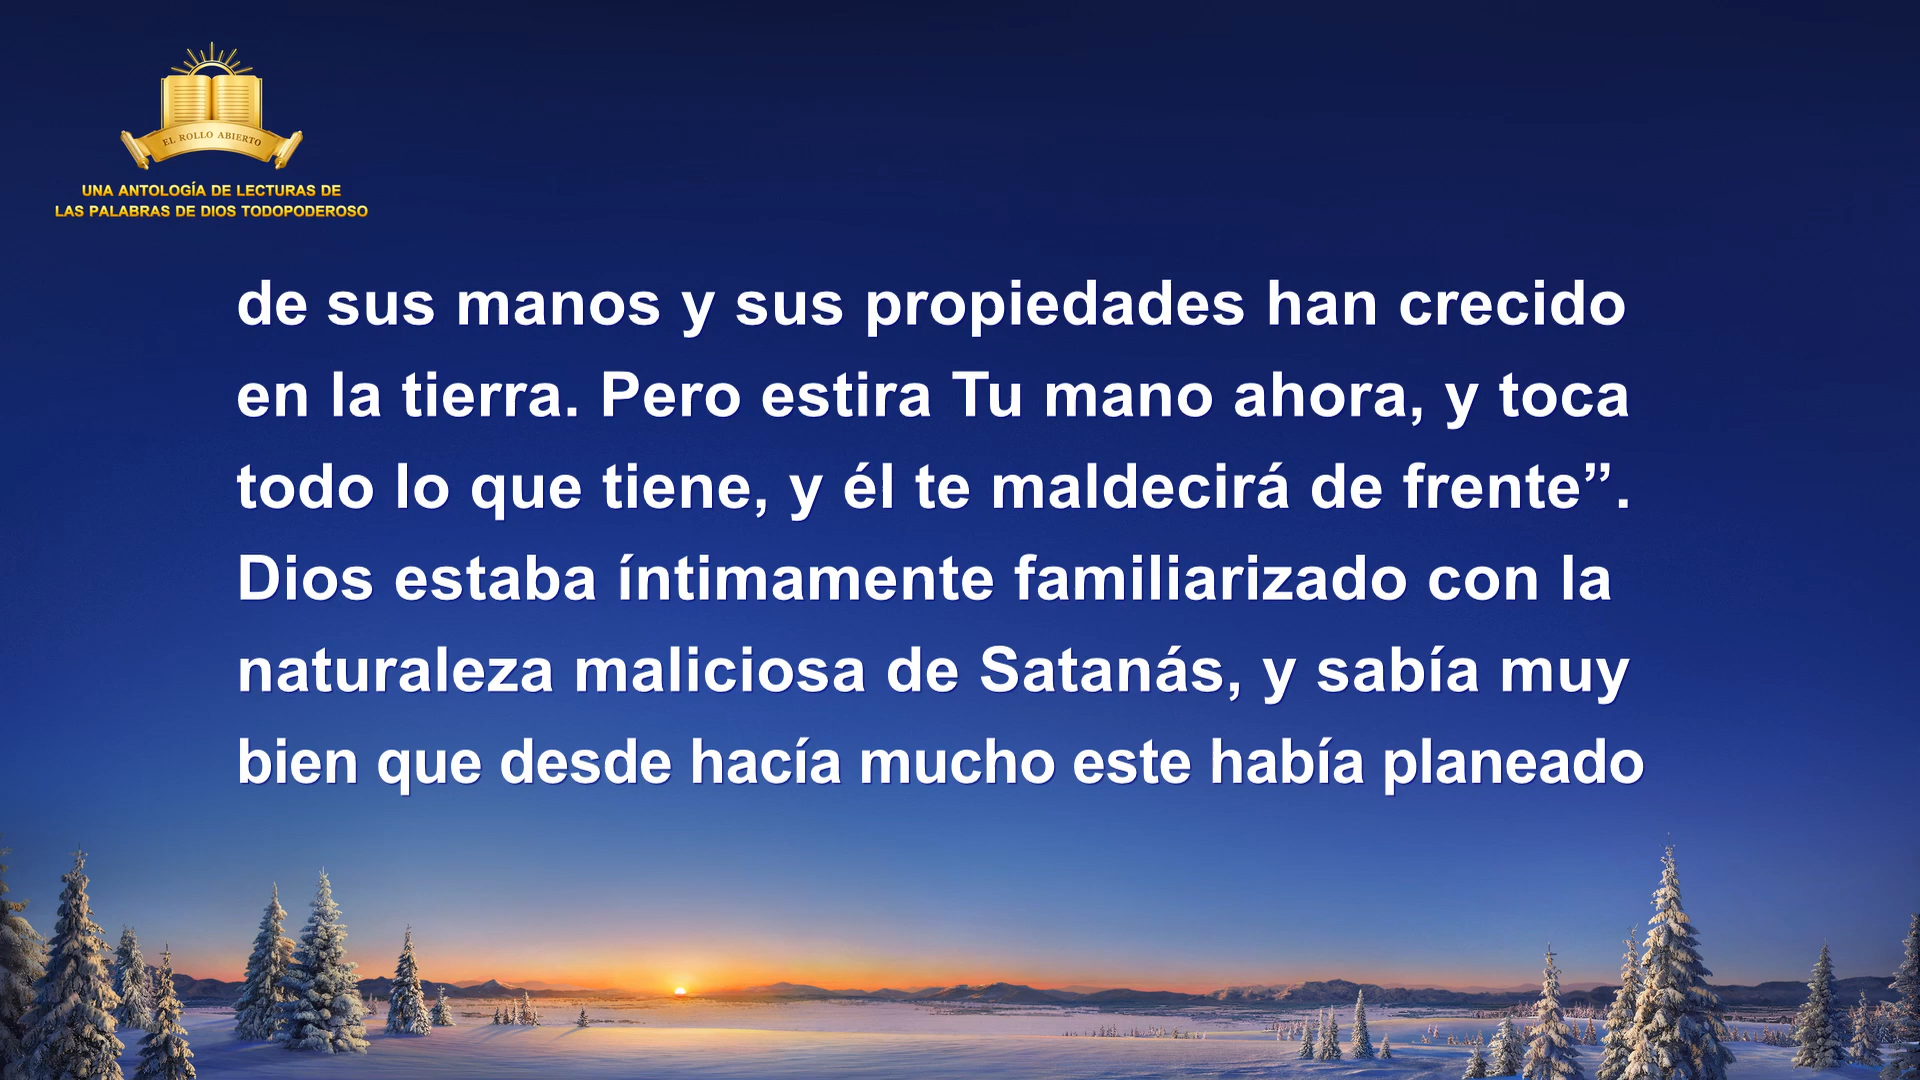 EL ROLLO ABIERTO
UNA ANTOLOGÍA DE LECTURAS DE
LAS PALABRAS DE DIOS TODOPODEROSO
de sus manos y sus propiedades han crecido
en la tierra. Pero estira Tu mano ahora, y toca
todo lo que tiene, y él te maldecirá de frente”.
Dios estaba íntimamente familiarizado con la
naturaleza maliciosa de Satanás, y sabía muy
bien que desde hacía mucho este había planeado